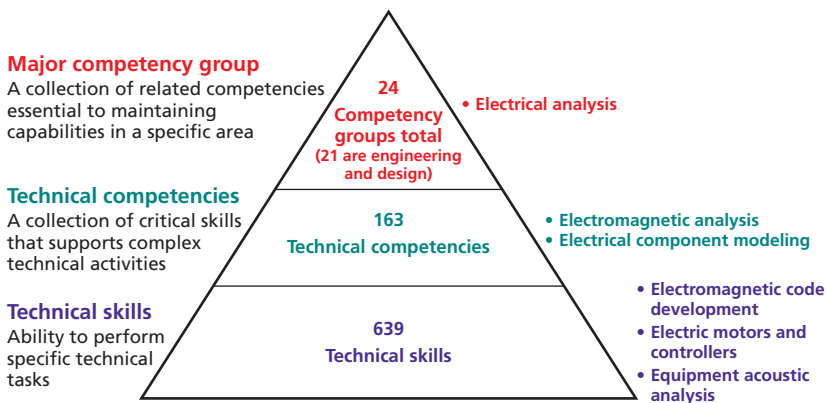 Major competency group
A collection of related competencies
essential to maintaining
capabilities in a specific area
24
Competency
groups total
(21 are engineering
and design)
• Electrical analysis
Technical competencies
A collection of critical skills
that supports complex
technical activities
163
Technical competencies
• Electromagnetic analysis
• Electrical component modeling
Technical skills
Ability to perform
specific technical
tasks
639
Technical skills
• Electromagnetic code
development
• Electric motors and
controllers
• Equipment acoustic
analysis